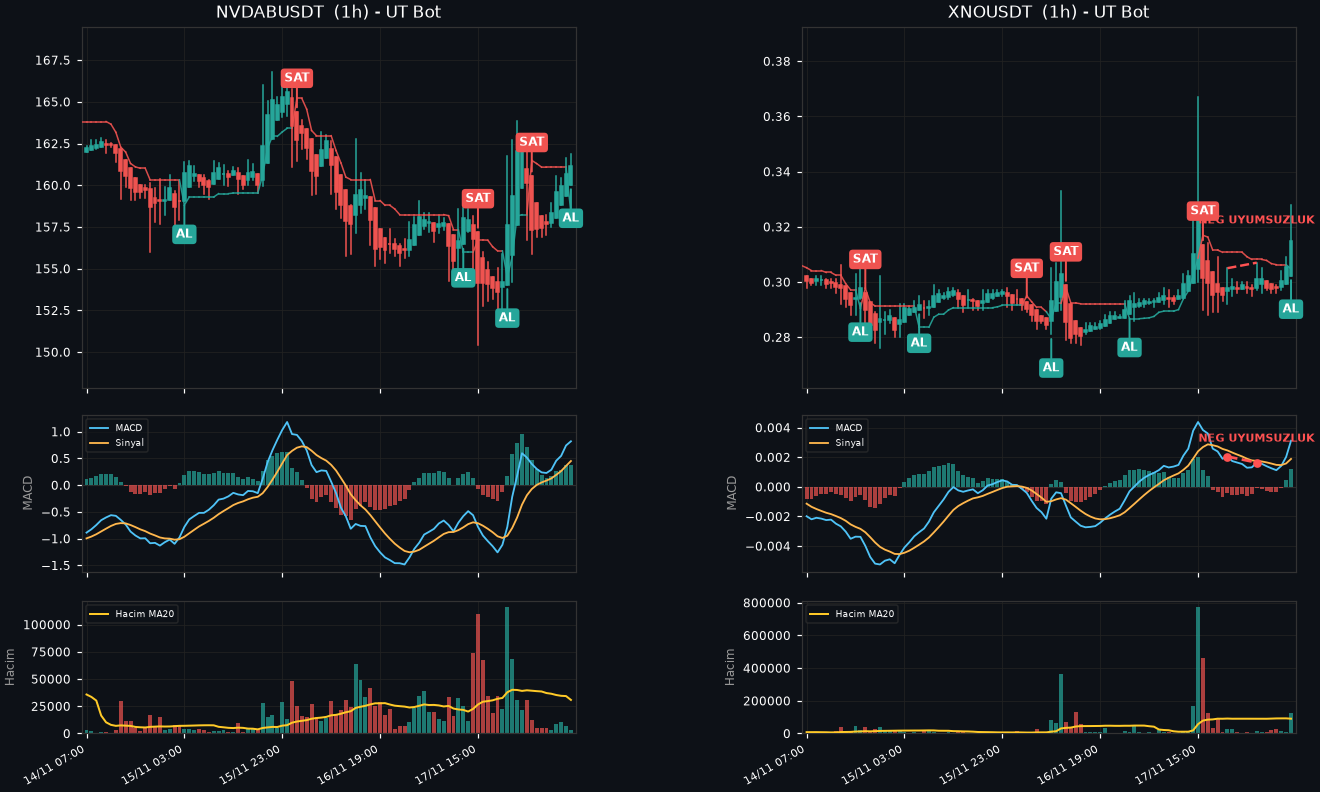 NVDABUSDT (1h) - UT Bot
167.5
165.0
162.5
160.0
157.5
155.0
152.5
150.0
SAT
AL
SAT
AL
SAT
AL
AL
MACD
1.0
0.5
0.0
−0.5
−1.0
−1.5
MACD
Sinyal
Hacim
100000
75000
50000
25000
0
Hacim MA20
14/11 07:00
15/11 03:00
15/11 23:00
16/11 19:00
17/11 15:00
XNOUSDT (1h) - UT Bot
0.38
0.36
0.34
0.32
0.30
0.28
SAT
AL
AL
SAT
SAT
AL
AL
SAT
NEG UYUMSUZLUK
AL
MACD
0.004
0.002
0.000
−0.002
−0.004
MACD
Sinyal
NEG UYUMSUZLUK
Hacim
800000
600000
400000
200000
0
Hacim MA20
14/11 07:00
15/11 03:00
15/11 23:00
16/11 19:00
17/11 15:00